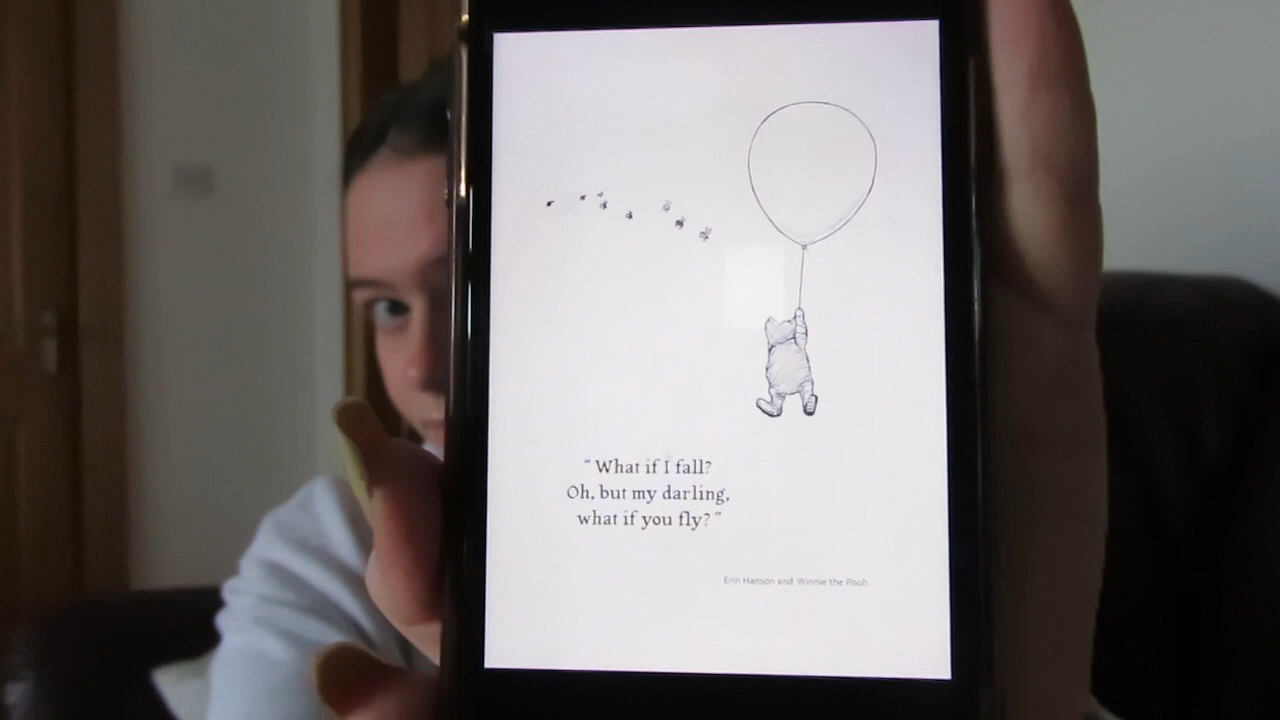 “ What if I fall?
Oh, but my darling,
what if you fly? ”
Erin Hanson and Winnie the Pooh